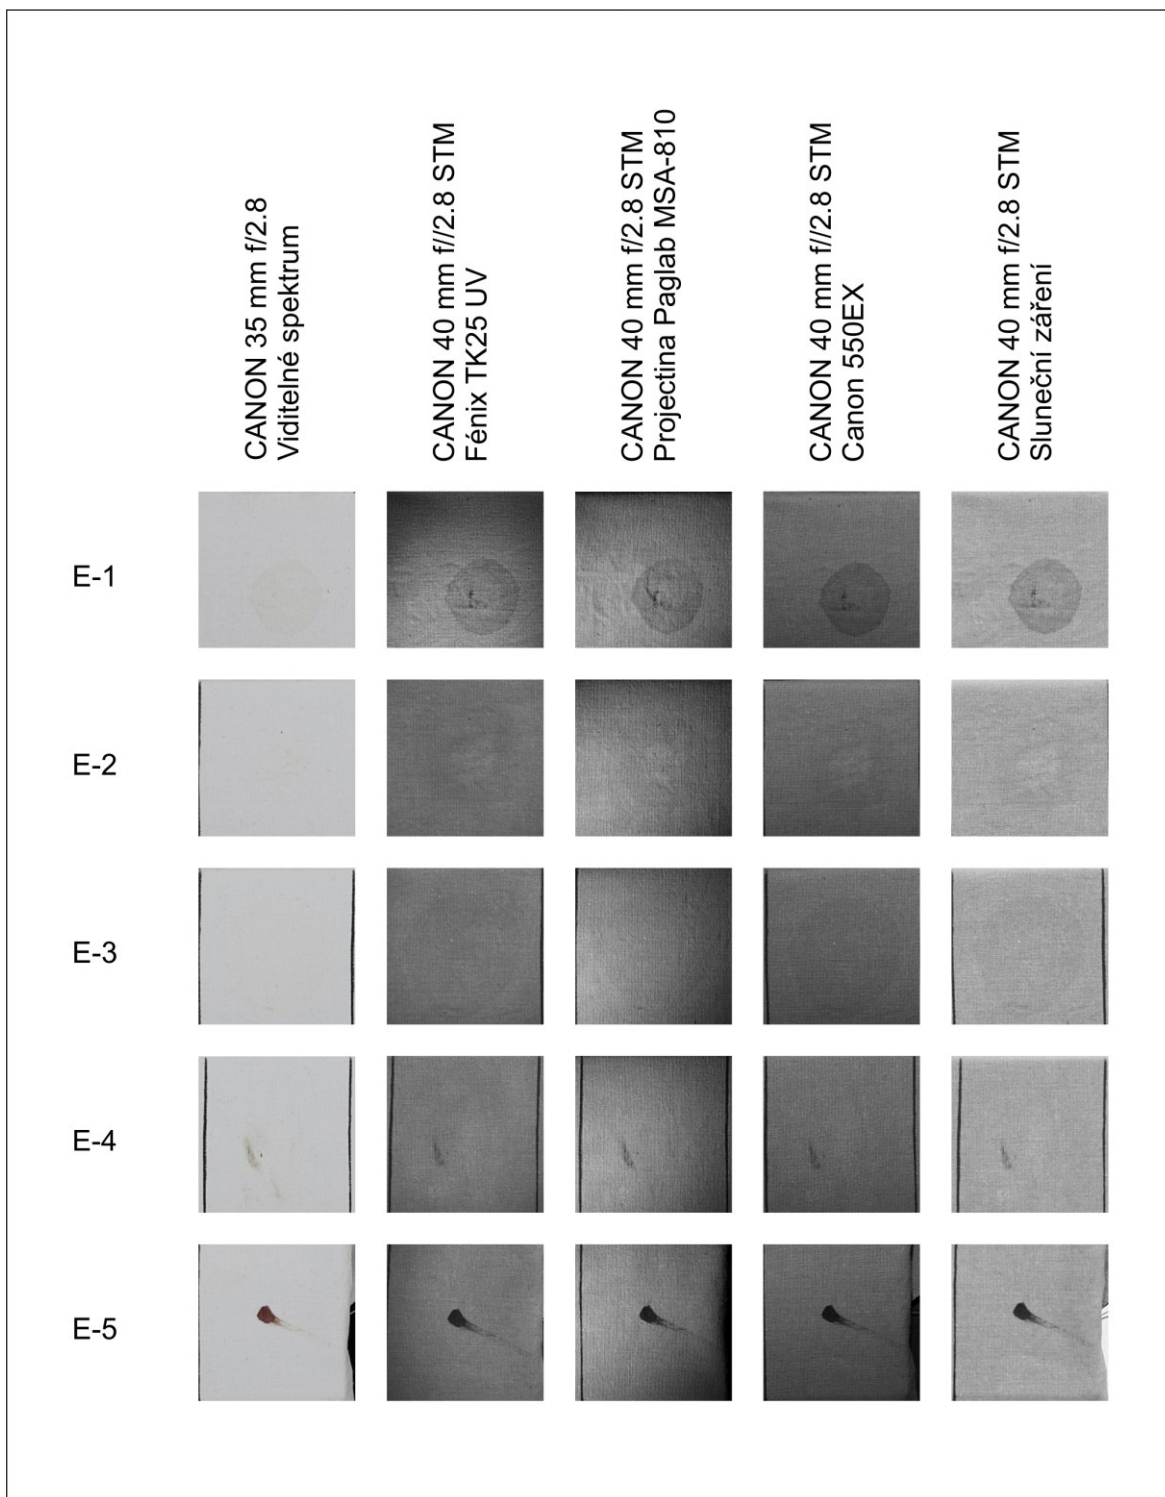 CANON 35 mm f/2.8
Viditelné spektrum
CANON 40 mm f//2.8 STM
Fénix TK25 UV
CANON 40 mm f/2.8 STM
Projectina Paglab MSA-810
CANON 40 mm f//2.8 STM
Canon 550EX
CANON 40 mm f/2.8 STM
Sluneční záření
E-1
E-2
E-3
E-4
E-5